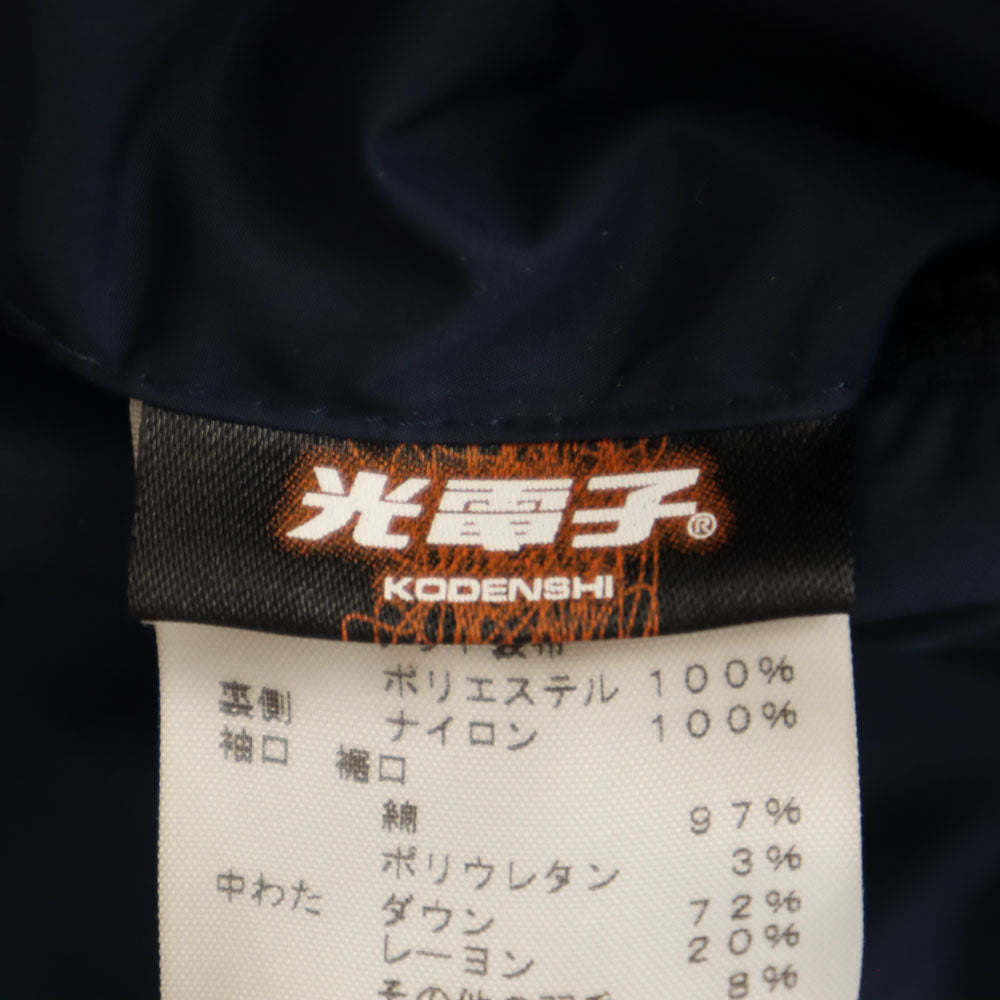 光電子®
KODENSHI
ポリエステル 100%
裏側 ナイロン 100%
袖口 裾口
綿 97%
ポリウレタン 3%
中わた ダウン 72%
レーヨン 20%
8%